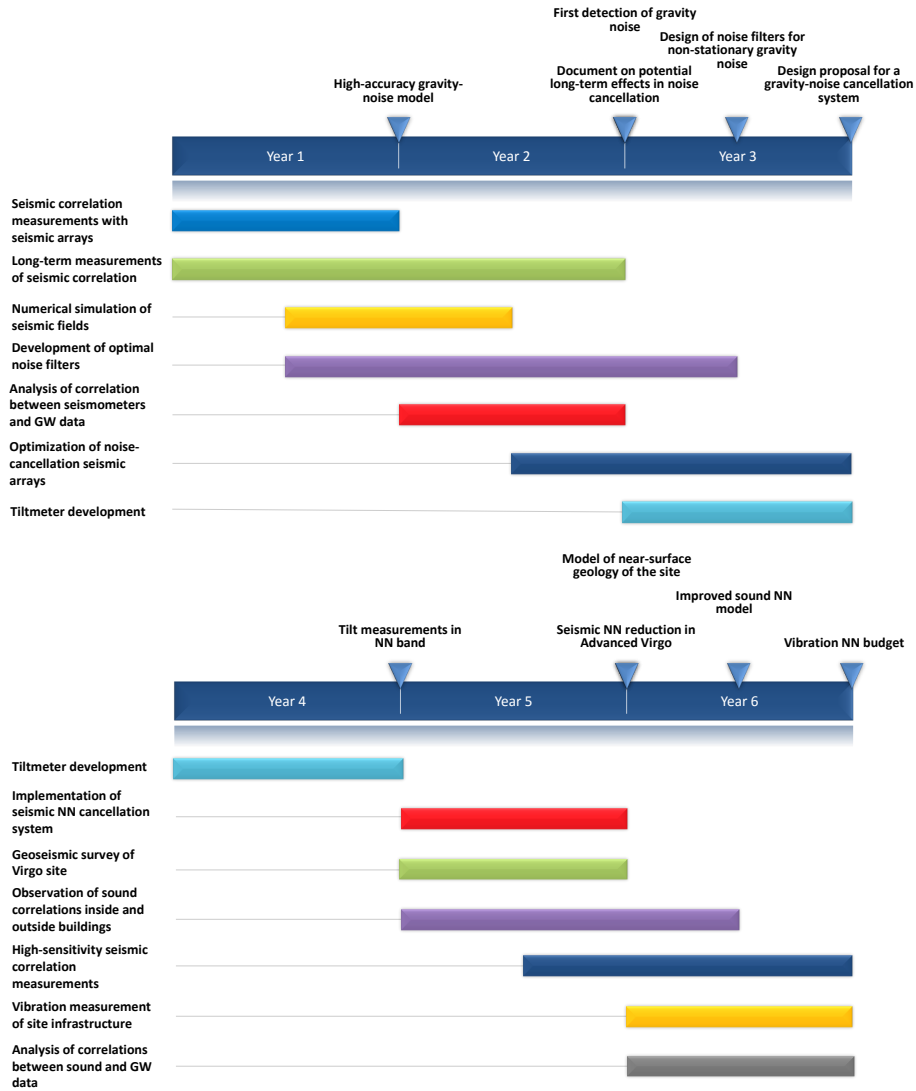 First detection of gravity
noise
Design of noise filters for
non-stationary gravity
noise
High-accuracy gravity-
noise model
Document on potential
long-term effects in noise
cancellation
Design proposal for a
gravity-noise cancellation
system
Year 1
Year 2
Year 3
Seismic correlation
measurements with
seismic arrays
Long-term measurements
of seismic correlation
Numerical simulation of
seismic fields
Development of optimal
noise filters
Analysis of correlation
between seismometers
and GW data
Optimization of noise-
cancellation seismic
arrays
Tiltmeter development
Model of near-surface
geology of the site
Improved sound NN
model
Tilt measurements in
NN band
Seismic NN reduction in
Advanced Virgo
Vibration NN budget
Year 4
Year 5
Year 6
Tiltmeter development
Implementation of
seismic NN cancellation
system
Geoseismic survey of
Virgo site
Observation of sound
correlations inside and
outside buildings
High-sensitivity seismic
correlation
measurements
Vibration measurement
of site infrastructure
Analysis of correlations
between sound and GW
data